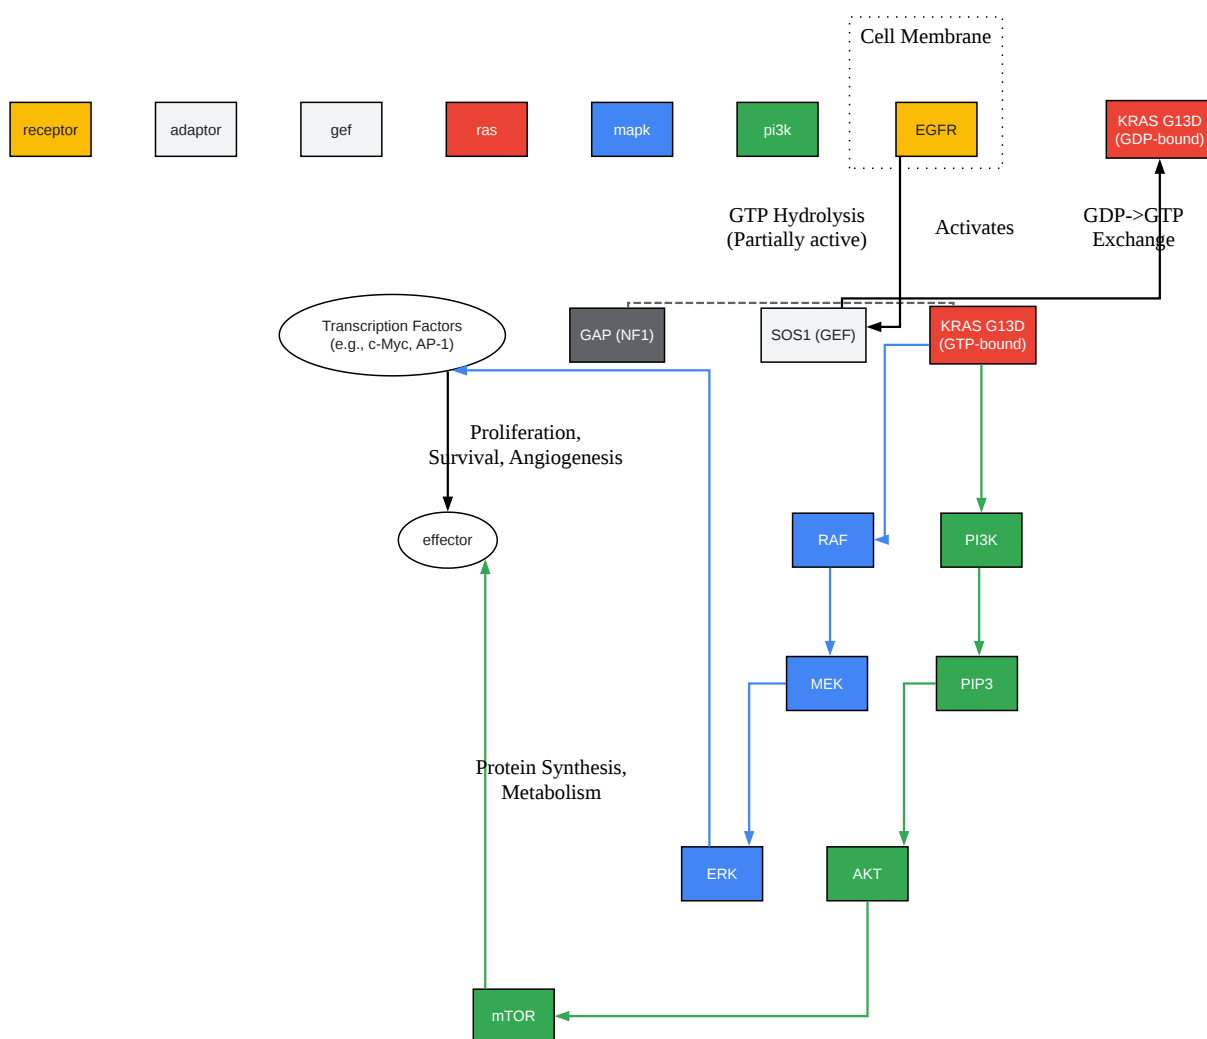 Cell Membrane
receptor
adaptor
gef
ras
mapk
pi3k
EGFR
KRAS G13D
(GDP-bound)
GTP Hydrolysis
(Partially active)
Activates
GDP->GTP
Exchange
Transcription Factors
(e.g., c-Myc, AP-1)
GAP (NF1)
SOS1 (GEF)
KRAS G13D
(GTP-bound)
Proliferation,
Survival, Angiogenesis
effector
RAF
PI3K
MEK
PIP3
Protein Synthesis,
Metabolism
ERK
AKT
mTOR